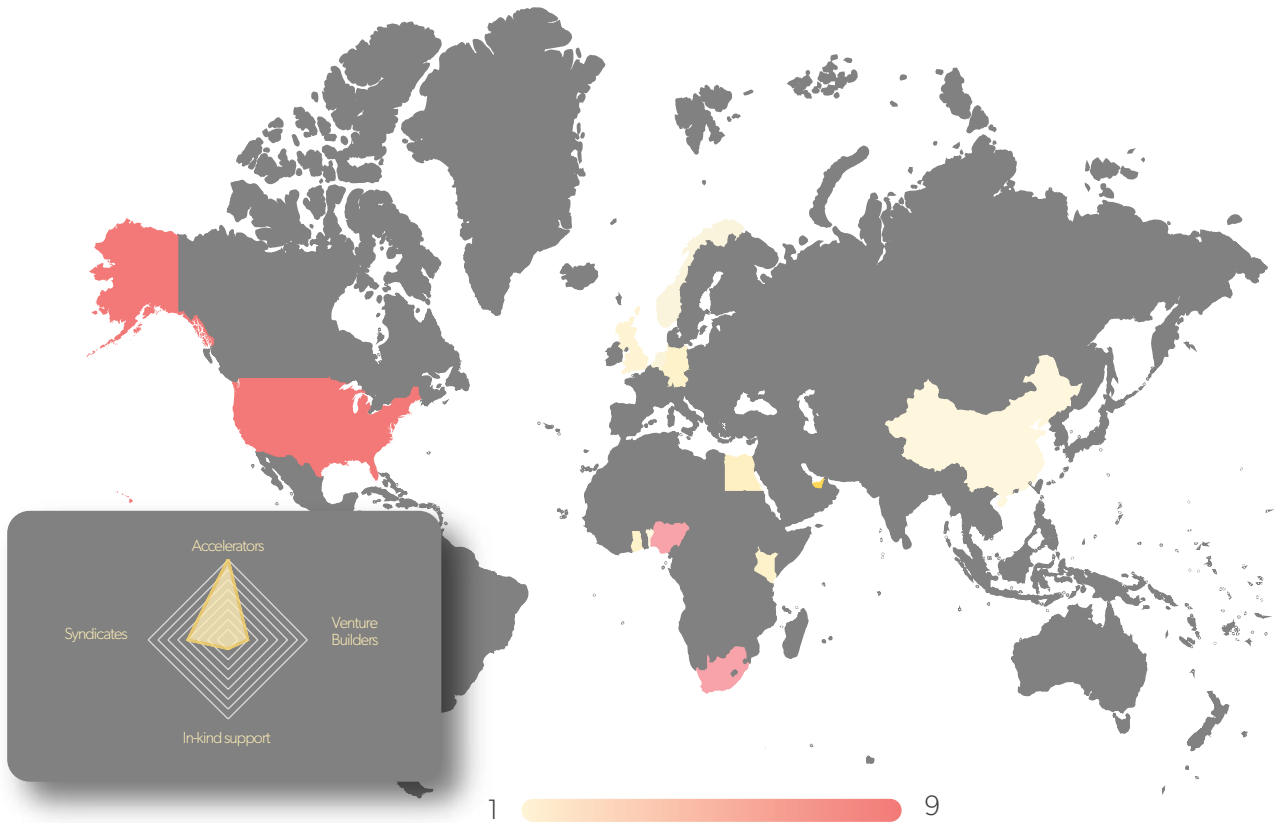 Accelerators
Syndicates
Venture
Builders
In-kind support
1
9